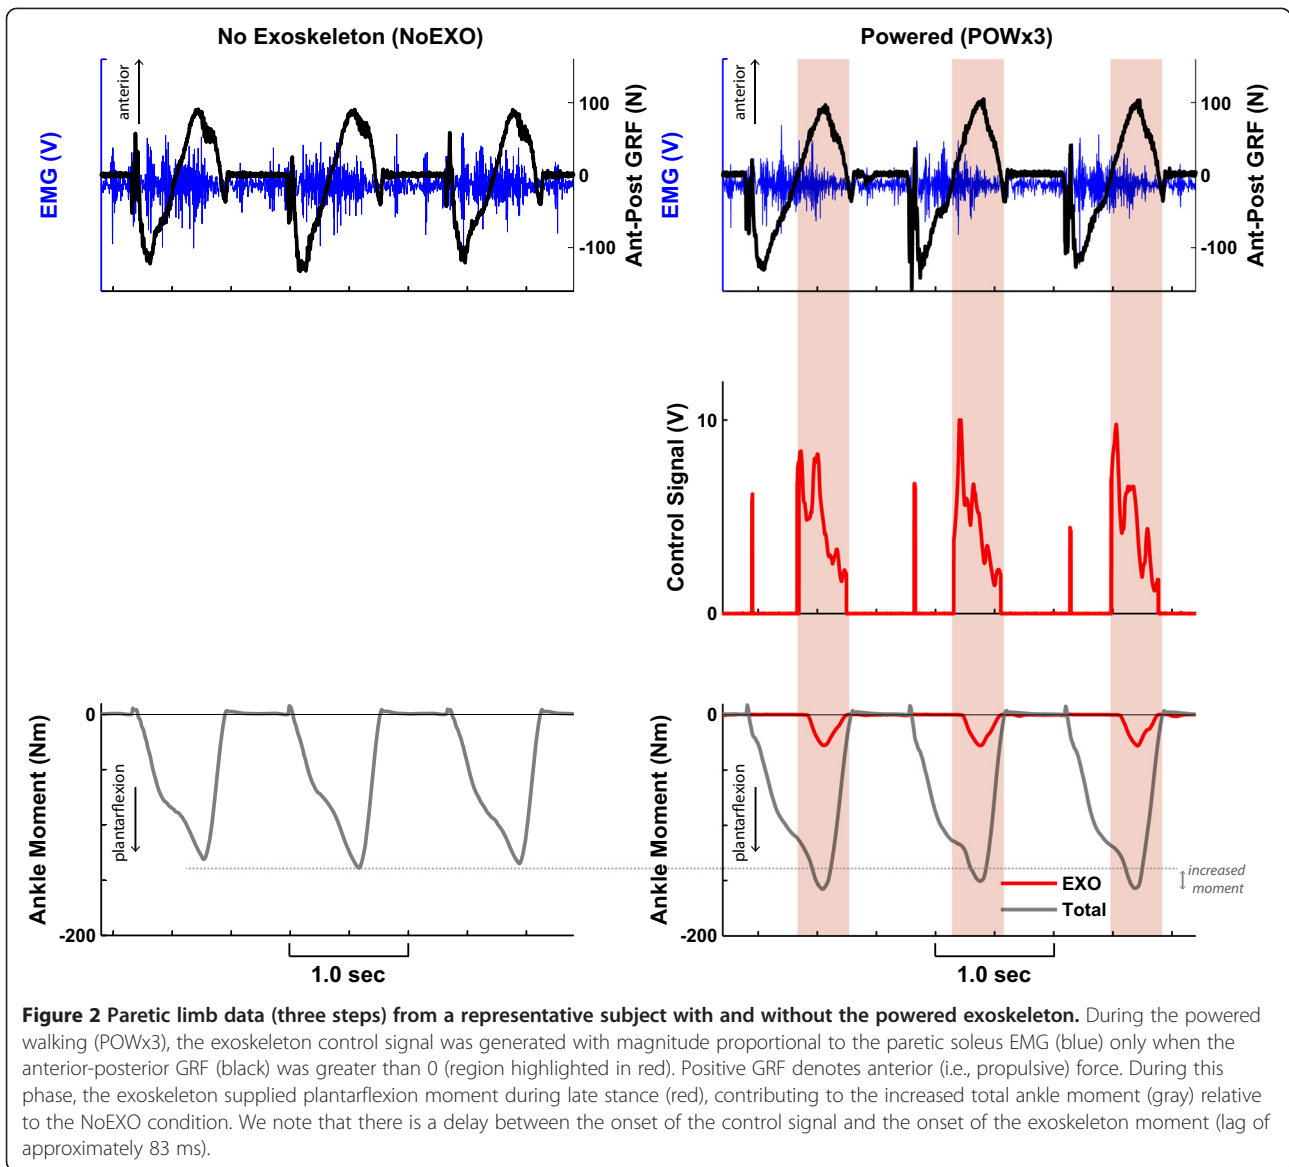 No Exoskeleton (NoEXO)
Powered (POWx3)
anterior
EMG (V)
100
0
-100
Ant-Post GRF (N)
anterior
EMG (V)
100
0
-100
Ant-Post GRF (N)
Control Signal (V)
10
0
Ankle Moment (Nm)
0
-200
plantarflexion
1.0 sec
Ankle Moment (Nm)
0
-200
plantarflexion
increased
moment
EXO
Total
1.0 sec
Figure 2 Paretic limb data (three steps) from a representative subject with and without the powered exoskeleton. During the powered
walking (POWx3), the exoskeleton control signal was generated with magnitude proportional to the paretic soleus EMG (blue) only when the
anterior-posterior GRF (black) was greater than 0 (region highlighted in red). Positive GRF denotes anterior (i.e., propulsive) force. During this
phase, the exoskeleton supplied plantarflexion moment during late stance (red), contributing to the increased total ankle moment (gray) relative
to the NoEXO condition. We note that there is a delay between the onset of the control signal and the onset of the exoskeleton moment (lag of
approximately 83 ms).